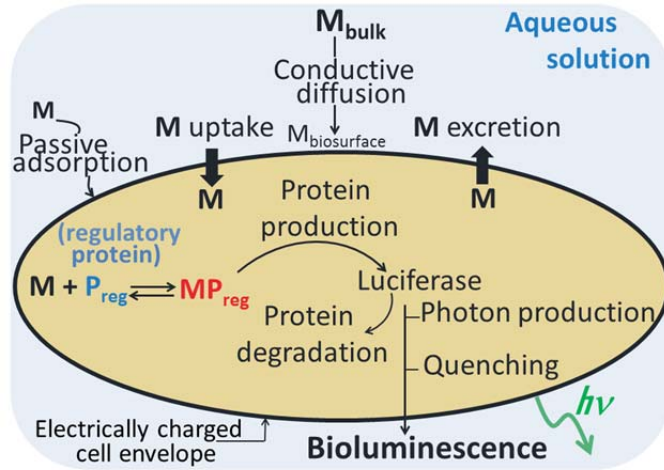 M bulk
Aqueous
solution
Conductive
diffusion
M
Passive
adsorption
M uptake
M biosurface
M excretion
M
M
Protein
production
(regulatory
protein)
M + P reg ⇌ MP reg
Luciferase
Photon production
Protein
degradation
Quenching
Electrically charged
cell envelope
Bioluminescence
hν